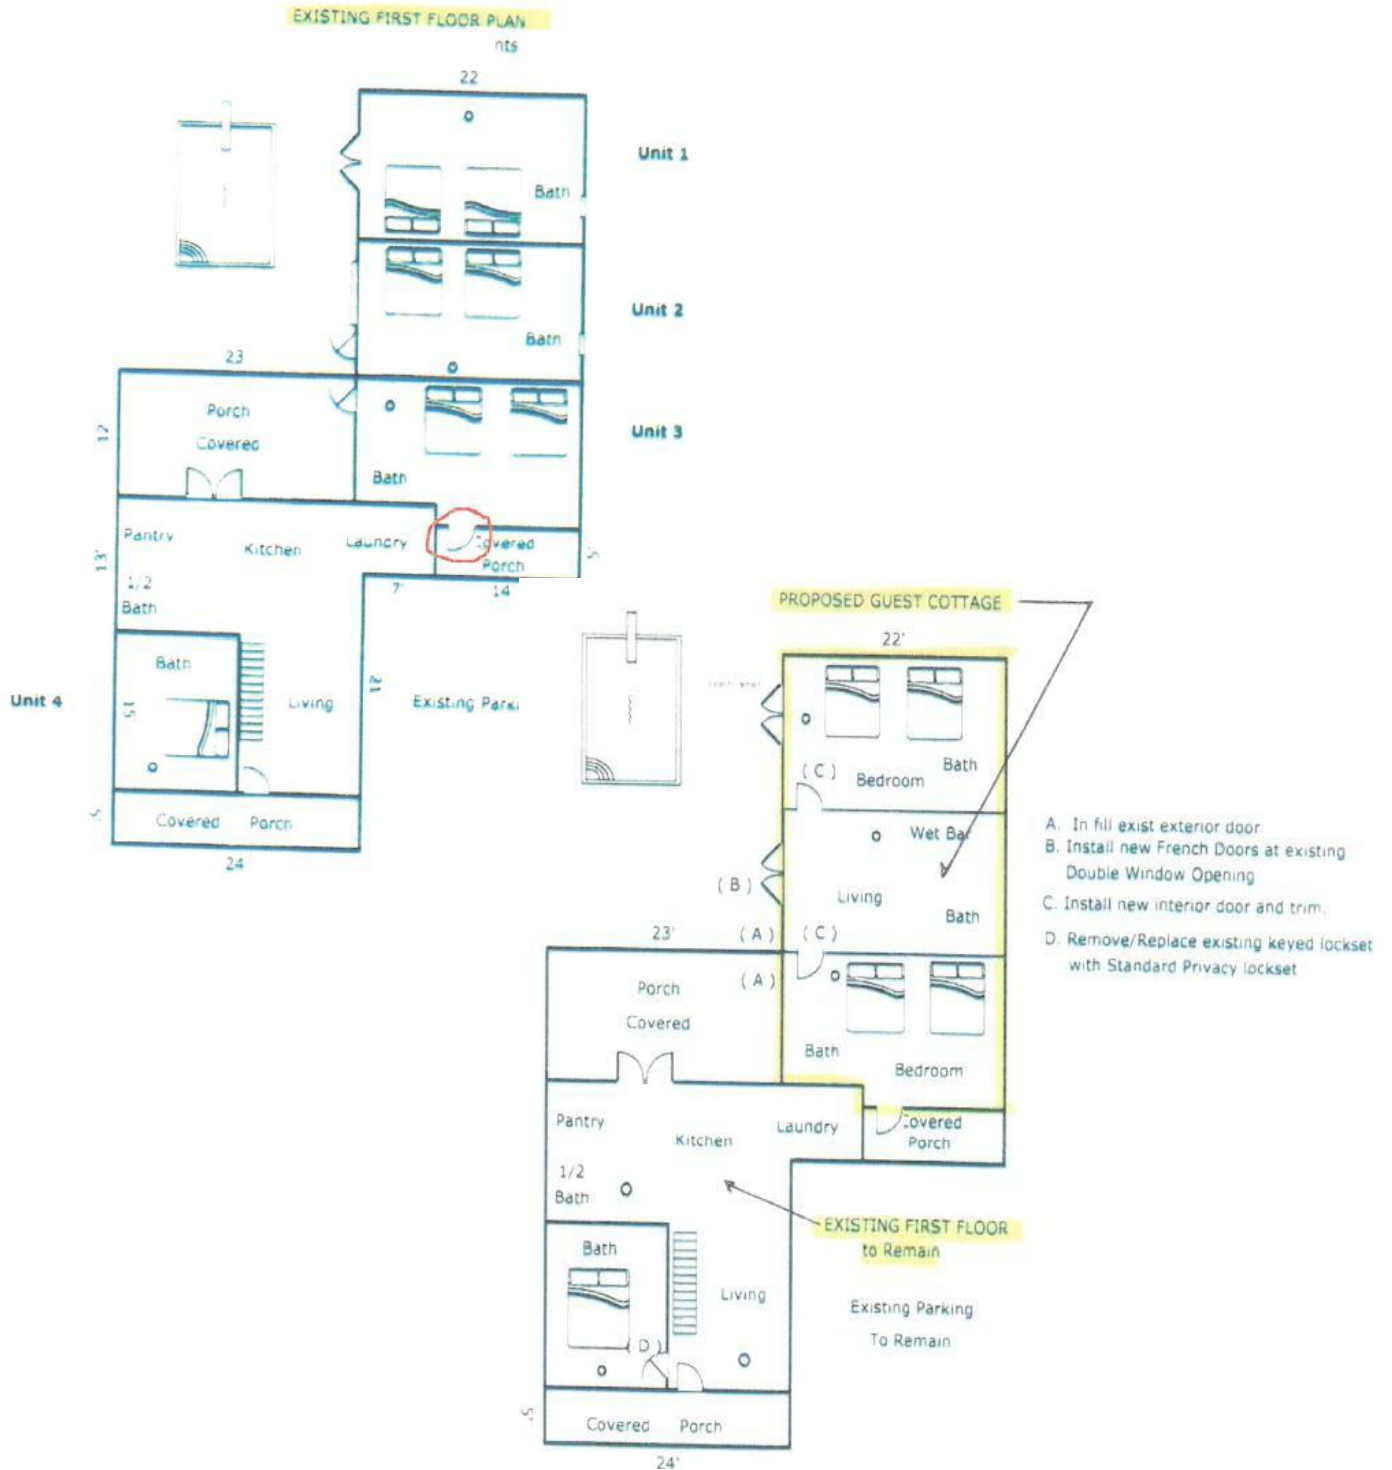 EXISTING FIRST FLOOR PLAN
nts
22
Unit 1
Bath
Unit 2
Bath
23
Porch
Covered
12'
Unit 3
Bath
Pantry
Kitchen
Laundry
Covered
Porch
13'
5'
1/2
Bath
7'
14'
Bath
Unit 4
15
Living
21
Existing Parki
5'
Covered Porch
24
PROPOSED GUEST COTTAGE
22'
Bath
( C )
Bedroom
Wet Bar
( B )
Living
Bath
23'
( A )
( C )
( A )
Porch
Covered
Bath
Bedroom
Pantry
Kitchen
Laundry
Covered
Porch
1/2
Bath
EXISTING FIRST FLOOR
to Remain
Bath
Living
Existing Parking
To Remain
( D )
5'
Covered Porch
24'
A. In fill exist exterior door
B. Install new French Doors at existing
Double Window Opening
C. Install new interior door and trim.
D. Remove/Replace existing keyed lockset
with Standard Privacy lockset